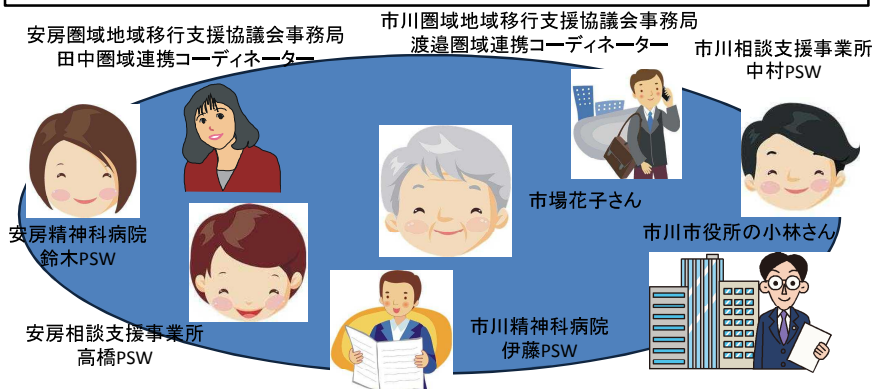 安房圏域地域移行支援協議会事務局
田中圏域連携コーディネーター
市川圏域地域移行支援協議会事務局
渡邉圏域連携コーディネーター
市川相談支援事業所
中村PSW
市場花子さん
安房精神科病院
鈴木PSW
市川市役所の小林さん
安房相談支援事業所
高橋PSW
市川精神科病院
伊藤PSW